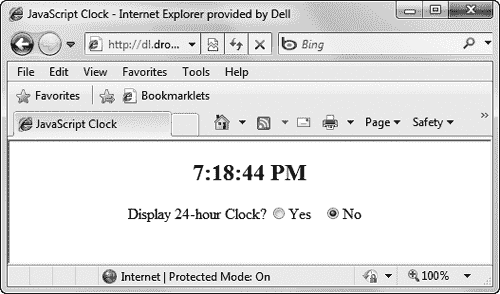 JavaScript Clock - Internet Explorer provided by Dell
http://dl.dro...
Bing
File Edit View Favorites Tools Help
Favorites Bookmarklets
JavaScript Clock
Page Safety »
7:18:44 PM
Display 24-hour Clock? Yes No
Internet | Protected Mode: On
100%